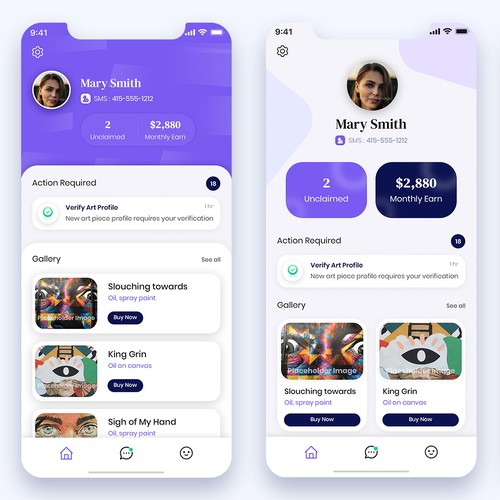 9:41
Mary Smith
SMS : 415-555-1212
2
Unclaimed
$2,880
Monthly Earn
Action Required
18
Verify Art Profile
1 hr
New art piece profile requires your verification
Gallery
See all
Slouching towards
Oil, spray paint
Buy Now
Placeholder Image
King Grin
Oil on canvas
Buy Now
Placeholder Image
Sigh of My Hand
Oil, spray paint
9:41
Mary Smith
SMS : 415-555-1212
2
Unclaimed
$2,880
Monthly Earn
Action Required
18
Verify Art Profile
1 hr
New art piece profile requires your verification
Gallery
See all
Placeholder Image
Slouching towards
Oil, spray paint
Buy Now
Placeholder Image
King Grin
Oil on canvas
Buy Now